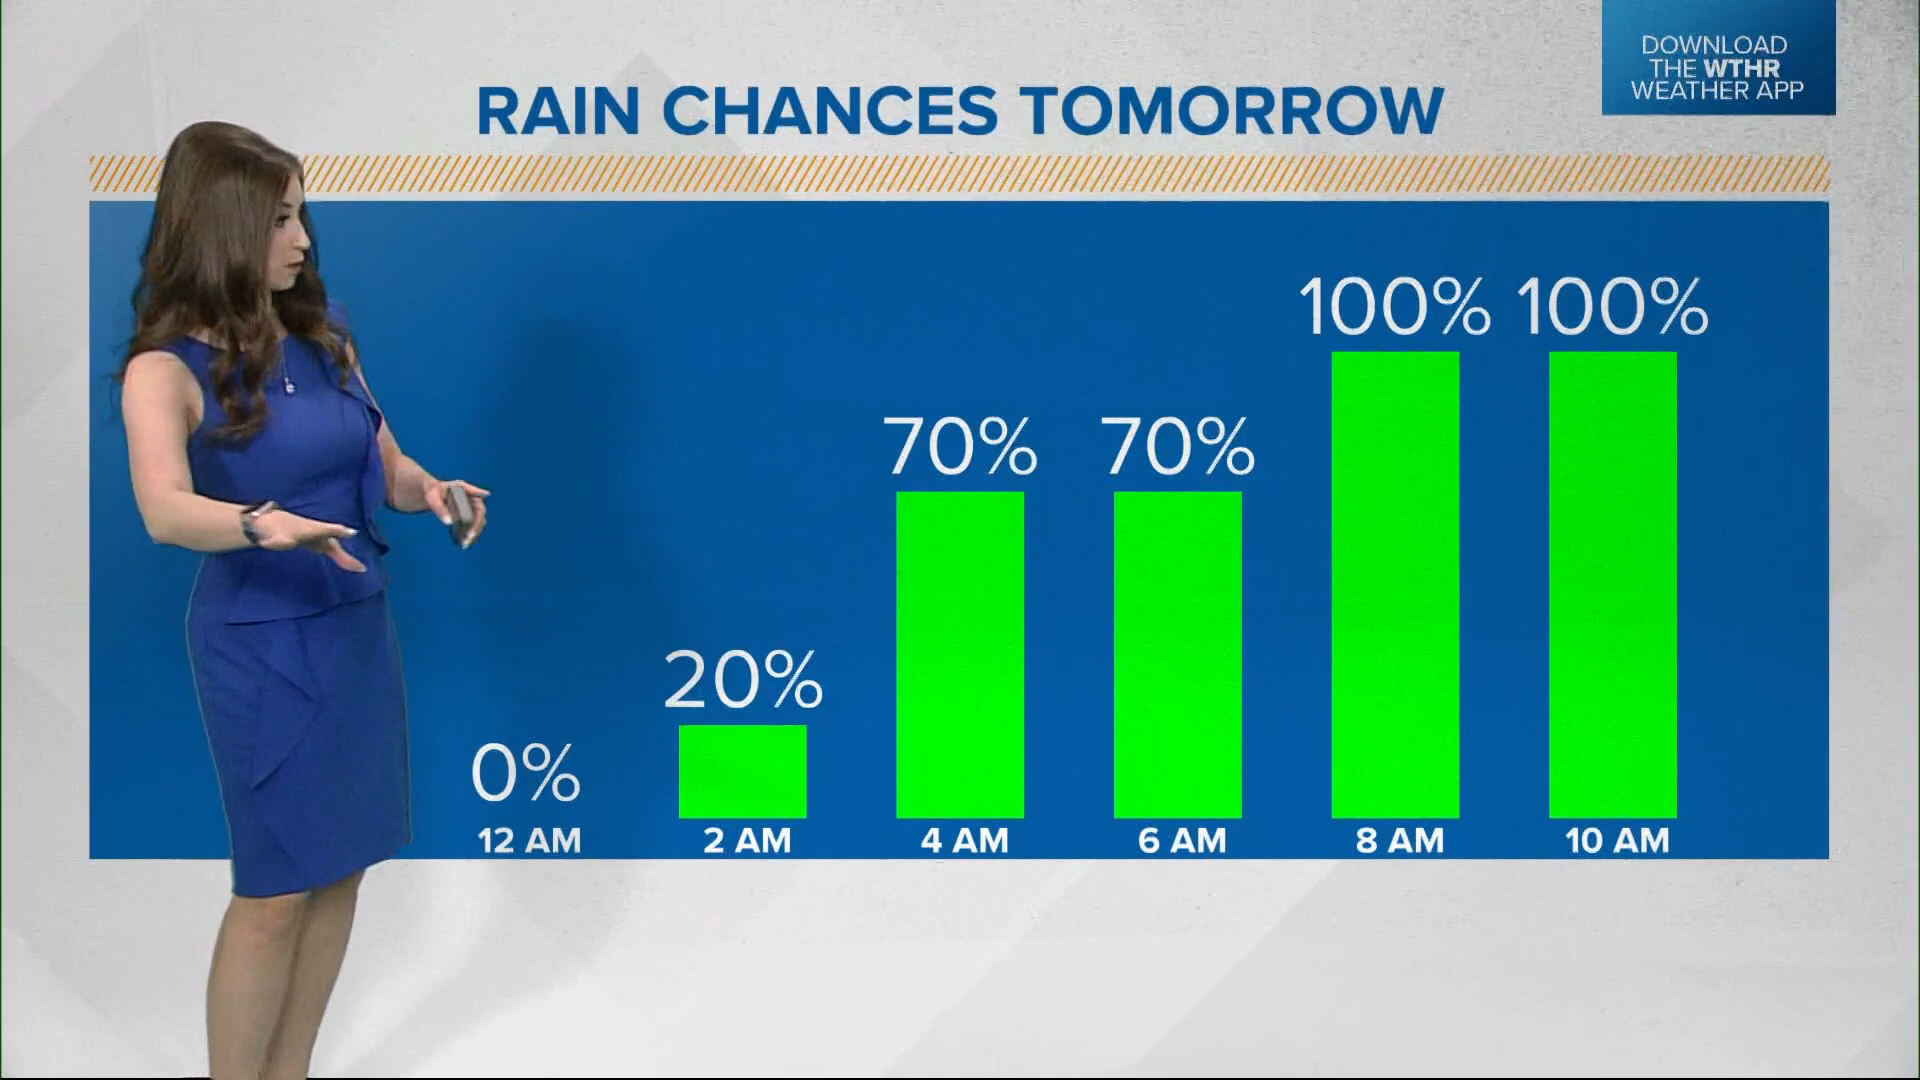 DOWNLOAD
THE WTHR
WEATHER APP
RAIN CHANCES TOMORROW
100% 100%
70% 70%
20%
0%
12 AM 2 AM 4 AM 6 AM 8 AM 10 AM